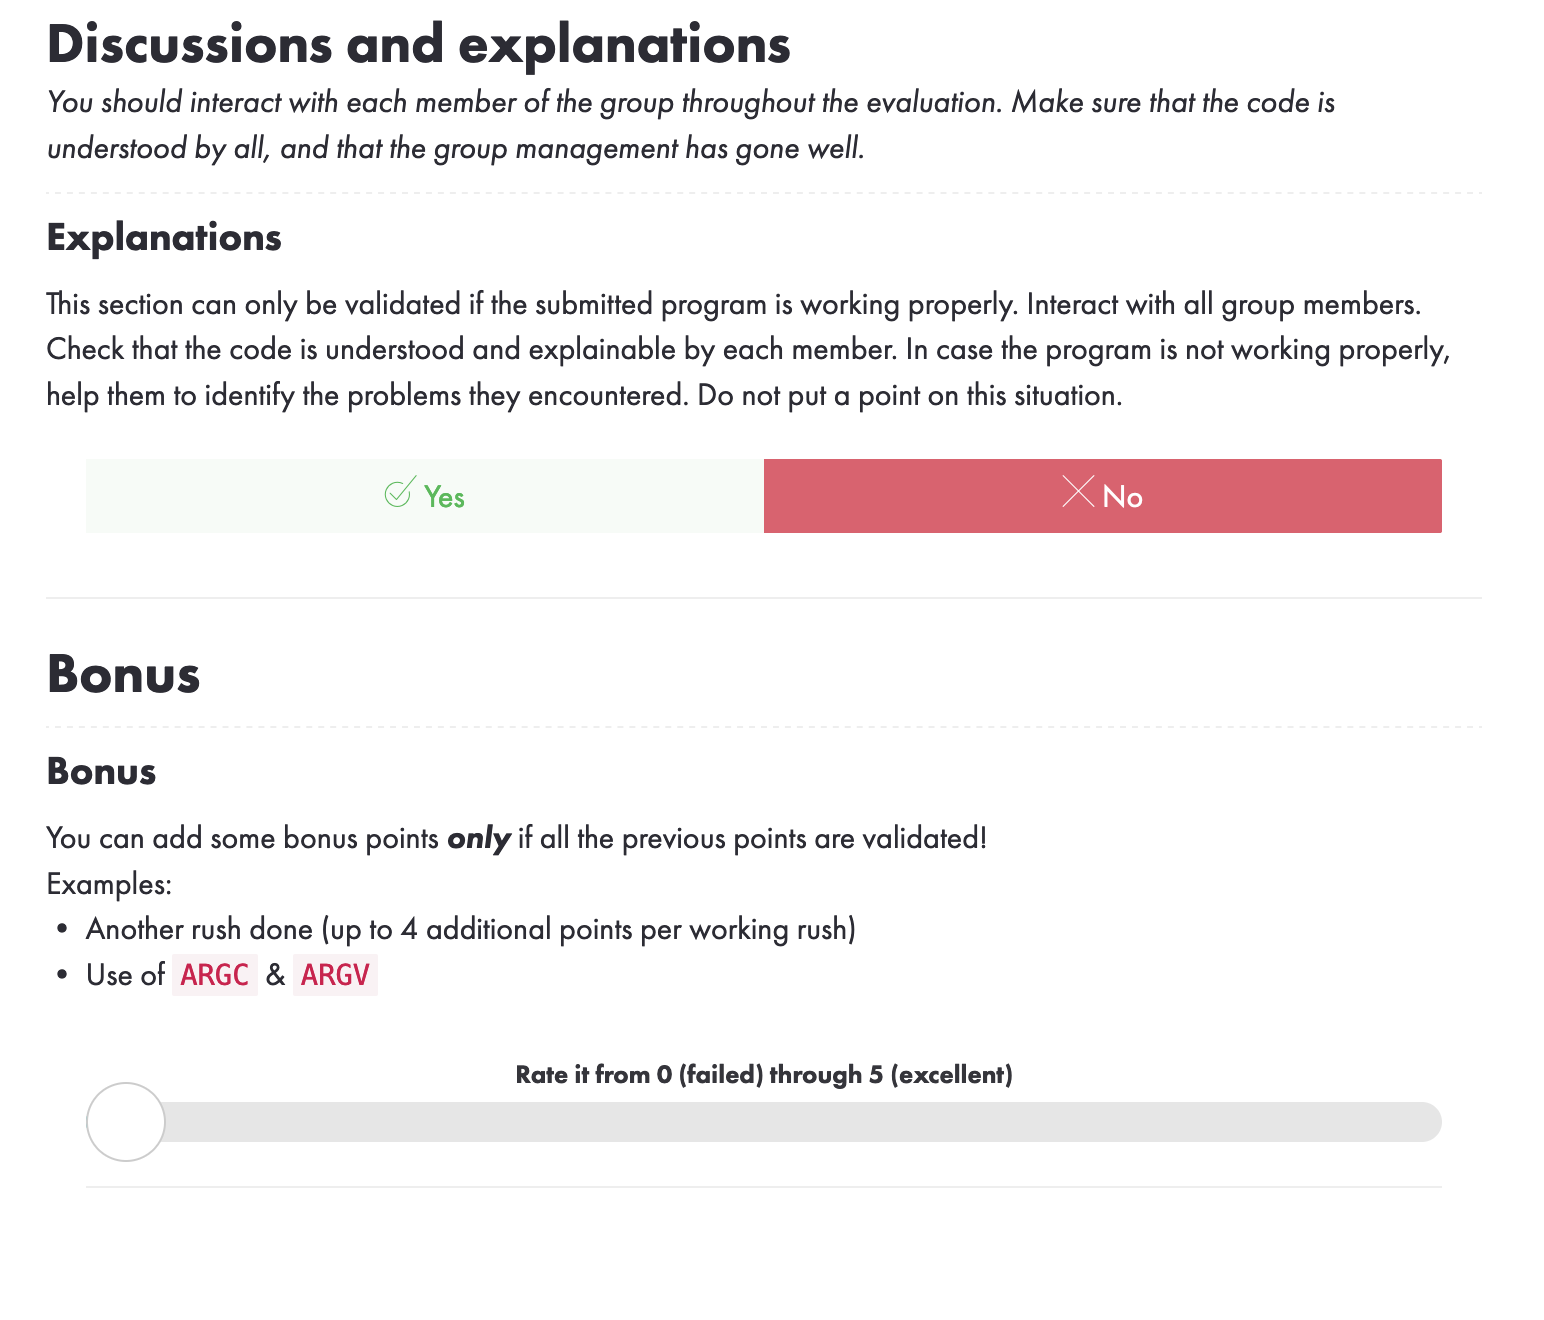 Discussions and explanations
You should interact with each member of the group throughout the evaluation. Make sure that the code is
understood by all, and that the group management has gone well.
Explanations
This section can only be validated if the submitted program is working properly. Interact with all group members.
Check that the code is understood and explainable by each member. In case the program is not working properly,
help them to identify the problems they encountered. Do not put a point on this situation.
Yes
No
Bonus
Bonus
You can add some bonus points only if all the previous points are validated!
Examples:
• Another rush done (up to 4 additional points per working rush)
• Use of ARGC & ARGV
Rate it from 0 (failed) through 5 (excellent)